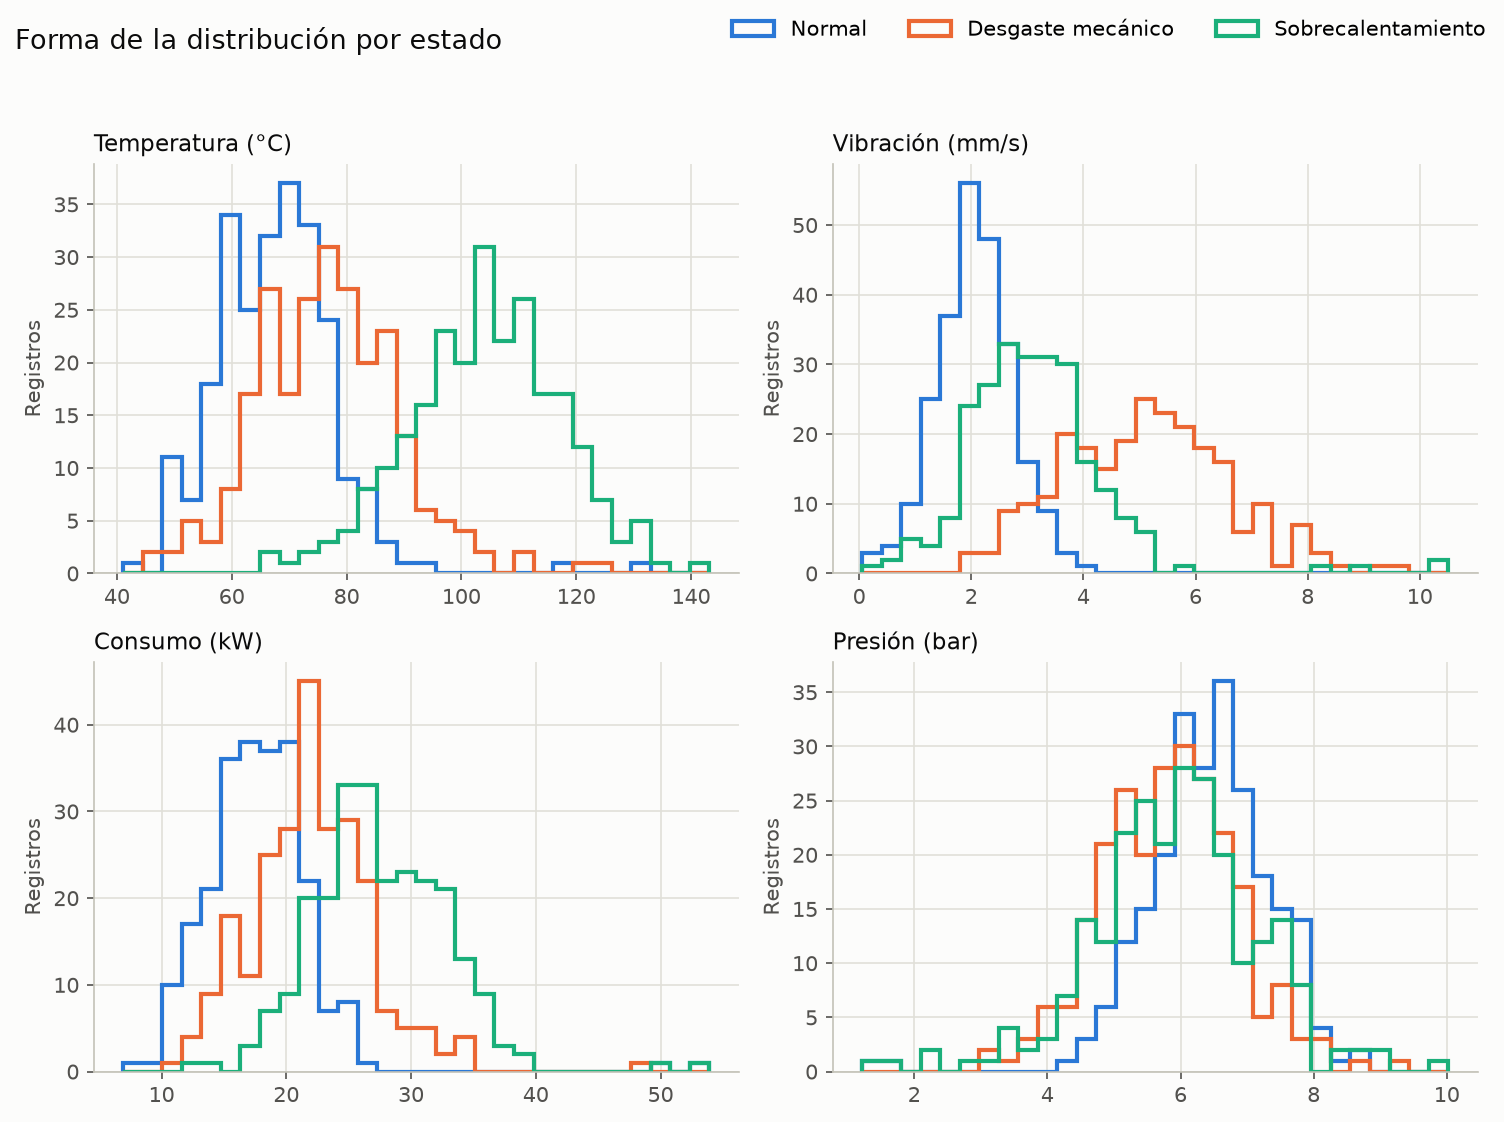 Forma de la distribución por estado
Normal Desgaste mecánico Sobrecalentamiento
Temperatura (°C)
Registros
0 5 10 15 20 25 30 35
40 60 80 100 120 140
Vibración (mm/s)
Registros
0 10 20 30 40 50
0 2 4 6 8 10
Consumo (kW)
Registros
0 10 20 30 40
10 20 30 40 50
Presión (bar)
Registros
0 5 10 15 20 25 30 35
2 4 6 8 10